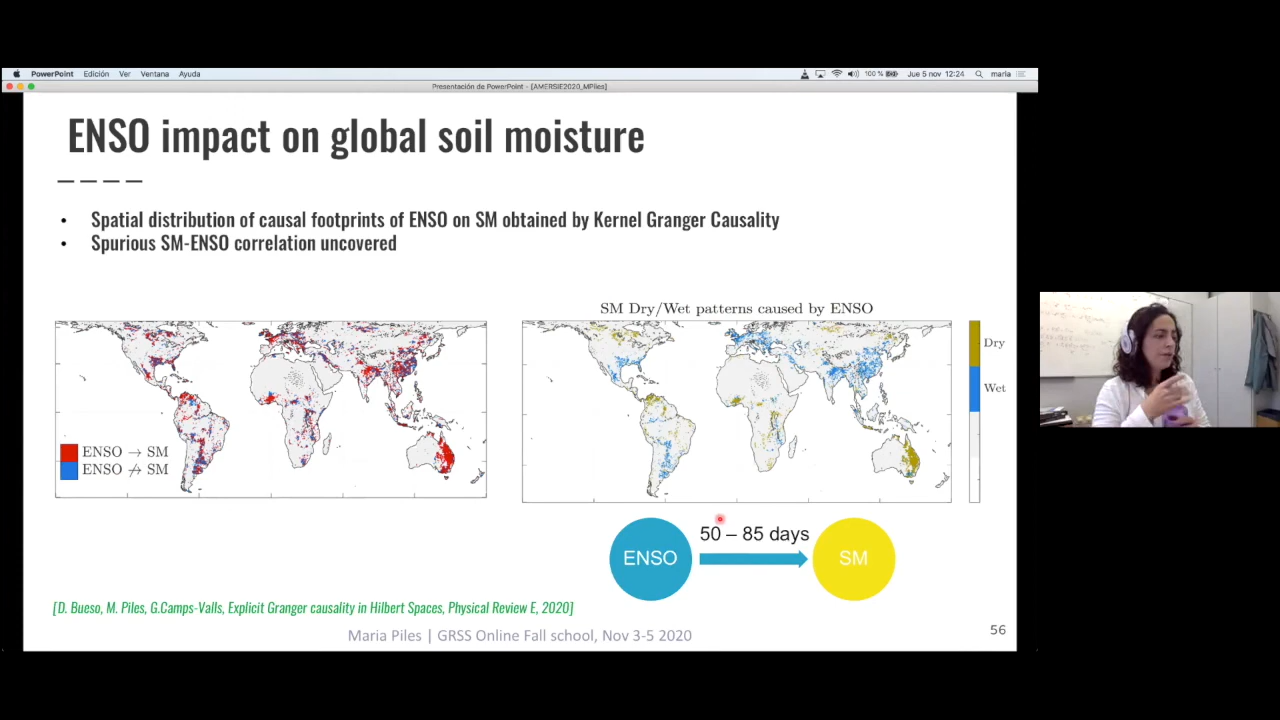 PowerPoint Edición Ver Ventana Ayuda 100 % Jue 5 nov 12:24 maria
Presentación de PowerPoint - [AMERSIE2020_MPiles]
ENSO impact on global soil moisture
• Spatial distribution of causal footprints of ENSO on SM obtained by Kernel Granger Causality
• Spurious SM-ENSO correlation uncovered
SM Dry/Wet patterns caused by ENSO
Dry
Wet
ENSO → SM
ENSO ↛ SM
50 – 85 days
ENSO
SM
[D. Bueso, M. Piles, G.Camps-Valls, Explicit Granger causality in Hilbert Spaces, Physical Review E, 2020]
Maria Piles | GRSS Online Fall school, Nov 3-5 2020
56